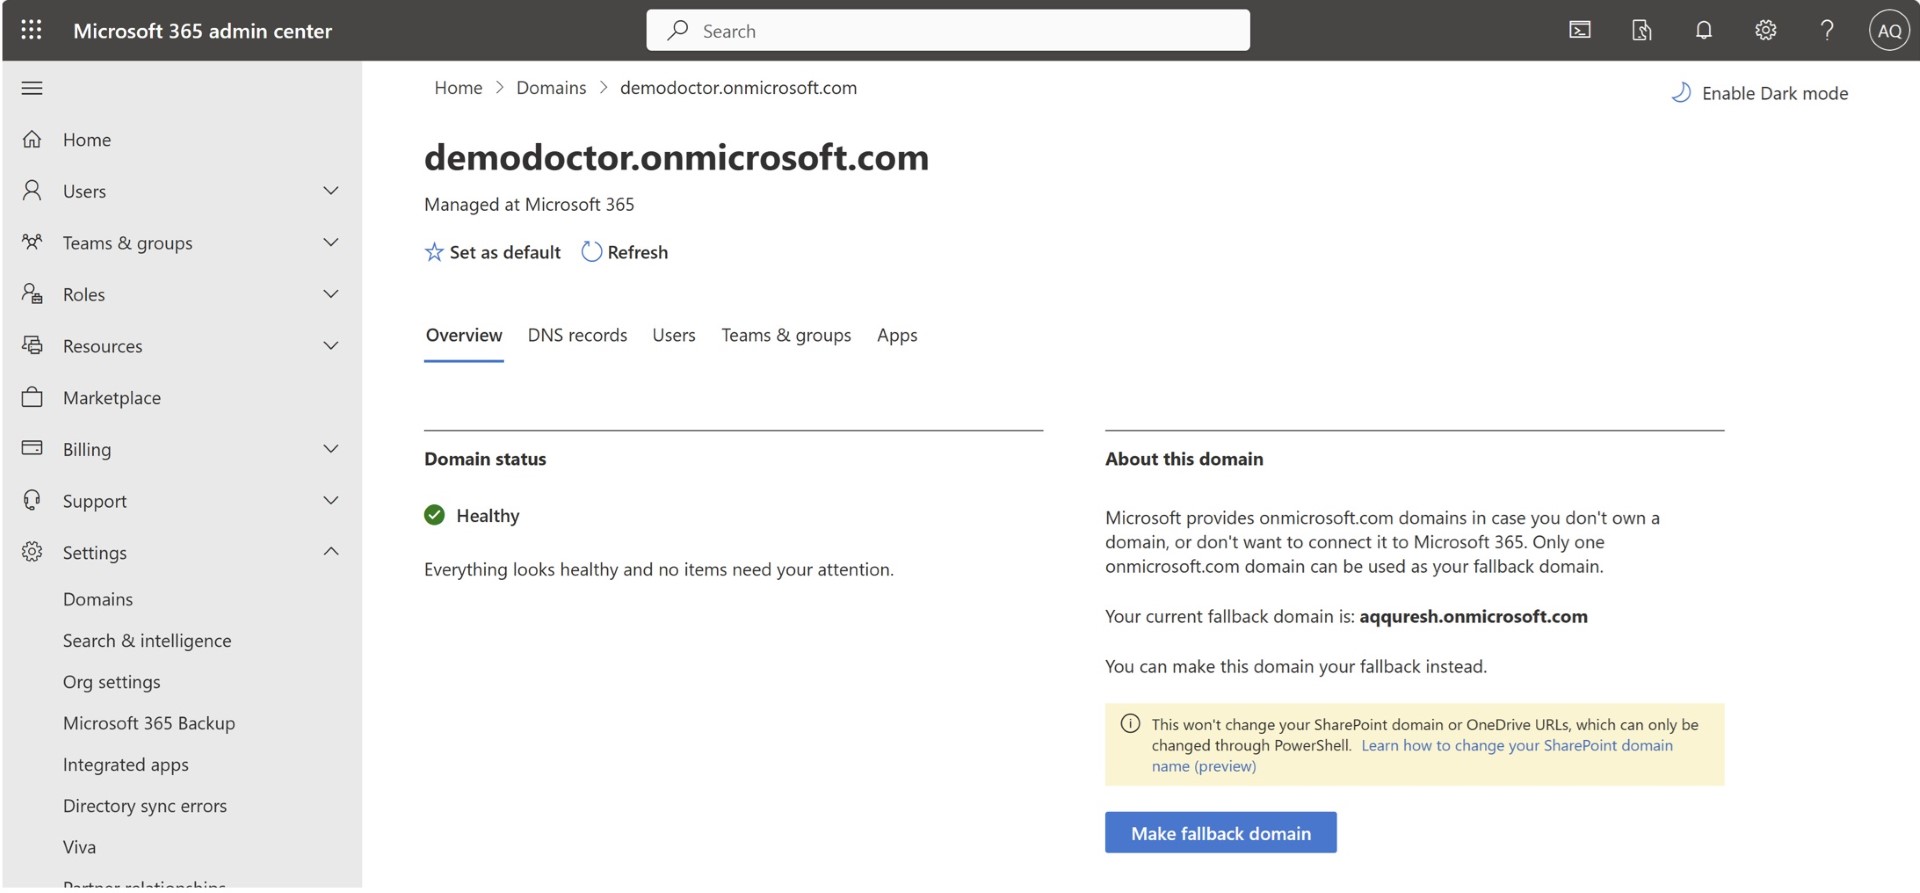 Microsoft 365 admin center
Search
AQ
Home > Domains > demodoctor.onmicrosoft.com
Enable Dark mode
Home
Users
Teams & groups
Roles
Resources
Marketplace
Billing
Support
Settings
Domains
Search & intelligence
Org settings
Microsoft 365 Backup
Integrated apps
Directory sync errors
Viva
Partner relationships
demodoctor.onmicrosoft.com
Managed at Microsoft 365
Set as default Refresh
Overview DNS records Users Teams & groups Apps
Domain status
Healthy
Everything looks healthy and no items need your attention.
About this domain
Microsoft provides onmicrosoft.com domains in case you don't own a
domain, or don't want to connect it to Microsoft 365. Only one
onmicrosoft.com domain can be used as your fallback domain.
Your current fallback domain is: aqquresh.onmicrosoft.com
You can make this domain your fallback instead.
This won't change your SharePoint domain or OneDrive URLs, which can only be
changed through PowerShell. Learn how to change your SharePoint domain
name (preview)
Make fallback domain